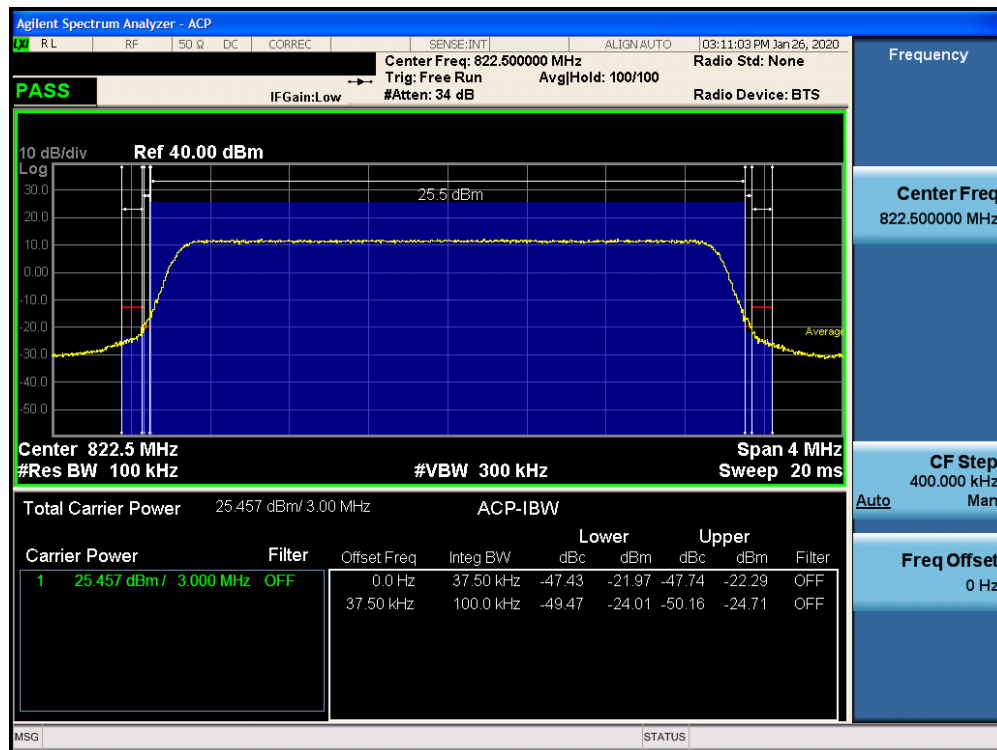 Agilent Spectrum Analyzer - ACP
LXI RL RF 50 Ω DC CORREC SENSE:INT ALIGN AUTO 03:11:03 PM Jan 26, 2020
Center Freq: 822.500000 MHz Radio Std: None
Trig: Free Run Avg|Hold: 100/100
PASS IFGain:Low #Atten: 34 dB Radio Device: BTS
10 dB/div Ref 40.00 dBm
Log
30.0
25.5 dBm
20.0
10.0
0.00
-10.0
-20.0
Average
-30.0
-40.0
-50.0
Center 822.5 MHz Span 4 MHz
#Res BW 100 kHz #VBW 300 kHz Sweep 20 ms
Total Carrier Power 25.457 dBm/ 3.00 MHz ACP-IBW
Lower Upper
Carrier Power Filter Offset Freq Integ BW dBc dBm dBc dBm Filter
1 25.457 dBm / 3.000 MHz OFF 0.0 Hz 37.50 kHz -47.43 -21.97 -47.74 -22.29 OFF
37.50 kHz 100.0 kHz -49.47 -24.01 -50.16 -24.71 OFF
MSG STATUS
Frequency
Center Freq
822.500000 MHz
CF Step
400.000 kHz
Auto Man
Freq Offset
0 Hz